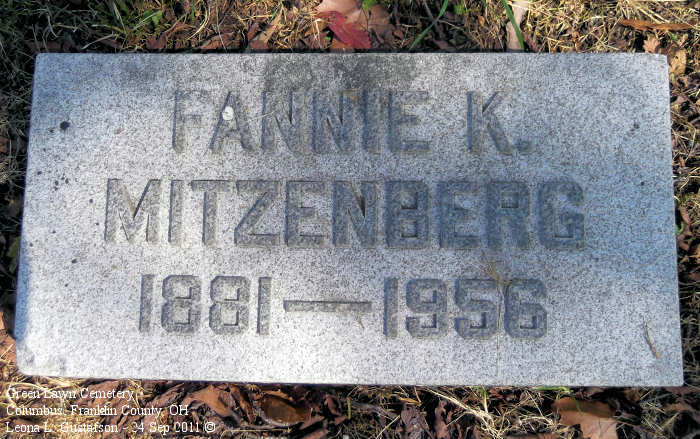 FANNIE K.
MITZENBERG
1881—1956
Green Lawn Cemetery
Columbus, Franklin County, OH
Leona L. Gustafson - 24 Sep 2011 ©